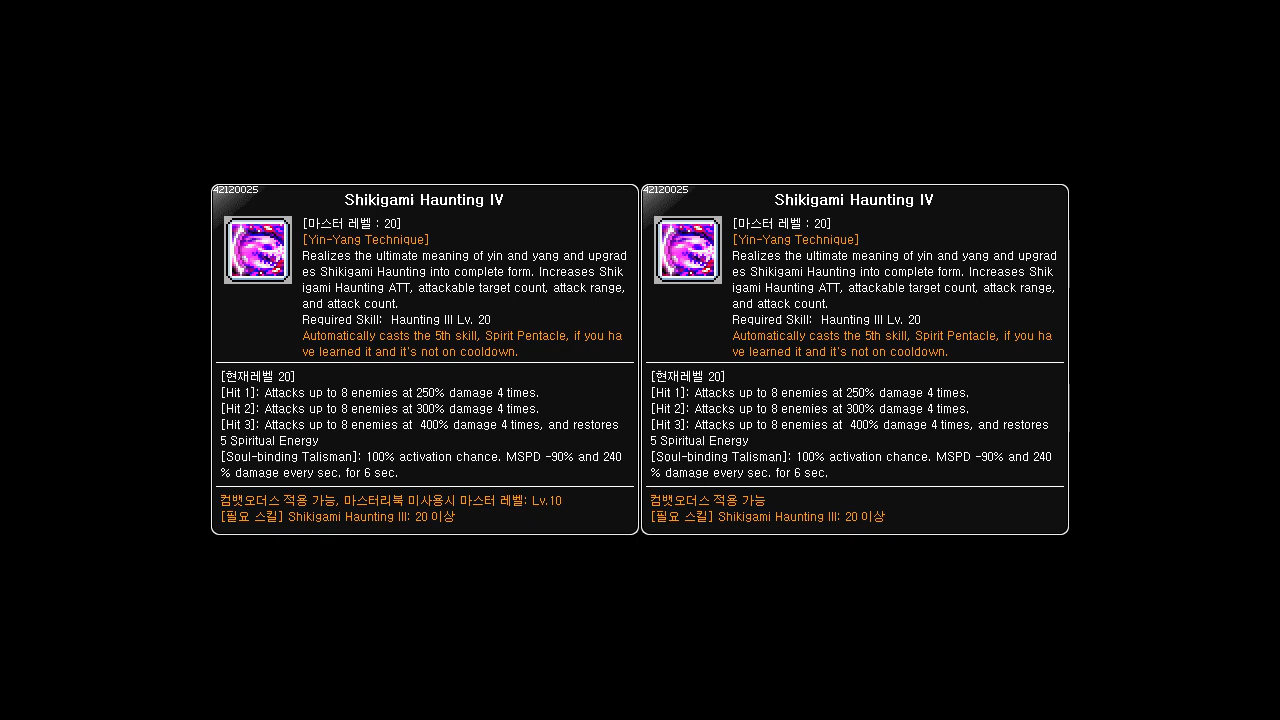 42120025
Shikigami Haunting IV
[마스터 레벨 : 20]
[Yin-Yang Technique]
Realizes the ultimate meaning of yin and yang and upgrad
es Shikigami Haunting into complete form. Increases Shik
igami Haunting ATT, attackable target count, attack range,
and attack count.
Required Skill:  Haunting III Lv. 20
Automatically casts the 5th skill, Spirit Pentacle, if you ha
ve learned it and it's not on cooldown.
[현재레벨 20]
[Hit 1]: Attacks up to 8 enemies at 250% damage 4 times.
[Hit 2]: Attacks up to 8 enemies at 300% damage 4 times.
[Hit 3]: Attacks up to 8 enemies at  400% damage 4 times, and restores
5 Spiritual Energy
[Soul-binding Talisman]: 100% activation chance. MSPD -90% and 240
% damage every sec. for 6 sec.
컴뱃오더스 적용 가능, 마스터리북 미사용시 마스터 레벨: Lv.10
[필요 스킬] Shikigami Haunting III: 20 이상
42120025
Shikigami Haunting IV
[마스터 레벨 : 20]
[Yin-Yang Technique]
Realizes the ultimate meaning of yin and yang and upgrad
es Shikigami Haunting into complete form. Increases Shik
igami Haunting ATT, attackable target count, attack range,
and attack count.
Required Skill:  Haunting III Lv. 20
Automatically casts the 5th skill, Spirit Pentacle, if you ha
ve learned it and it's not on cooldown.
[현재레벨 20]
[Hit 1]: Attacks up to 8 enemies at 250% damage 4 times.
[Hit 2]: Attacks up to 8 enemies at 300% damage 4 times.
[Hit 3]: Attacks up to 8 enemies at  400% damage 4 times, and restores
5 Spiritual Energy
[Soul-binding Talisman]: 100% activation chance. MSPD -90% and 240
% damage every sec. for 6 sec.
컴뱃오더스 적용 가능
[필요 스킬] Shikigami Haunting III: 20 이상